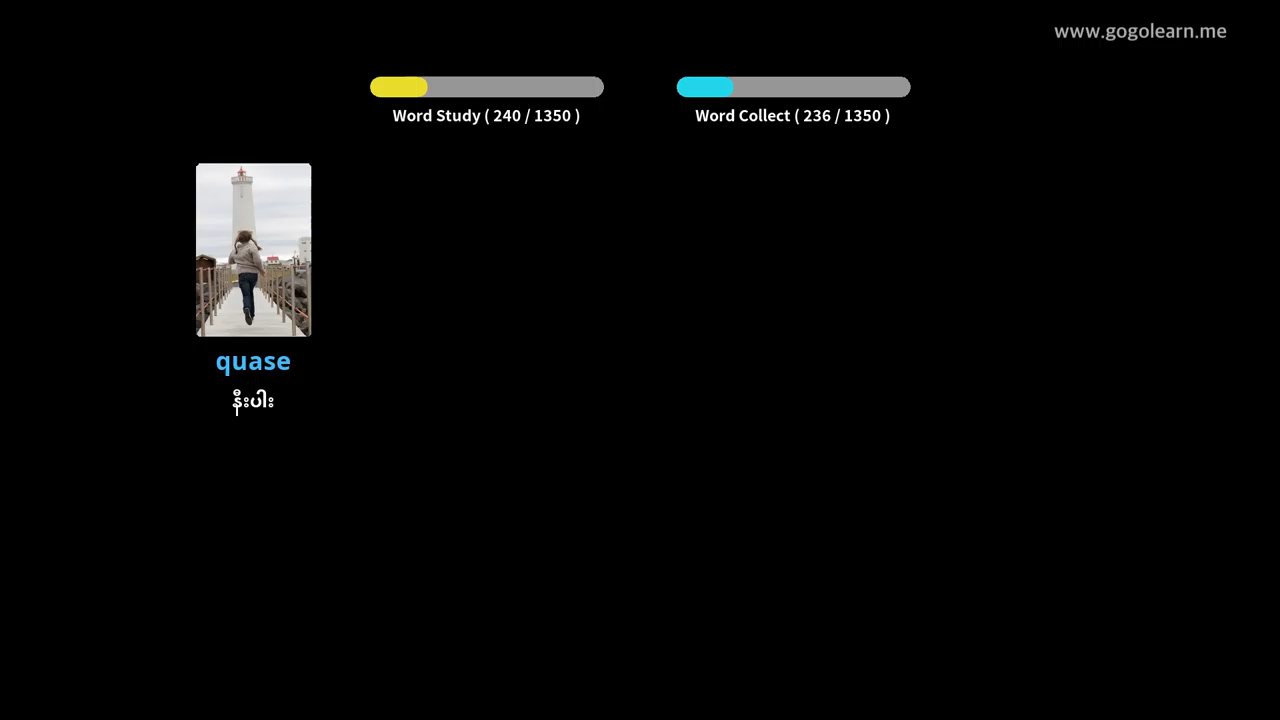 www.gogolearn.me
Word Study ( 240 / 1350 )
Word Collect ( 236 / 1350 )
quase
နီးပါး